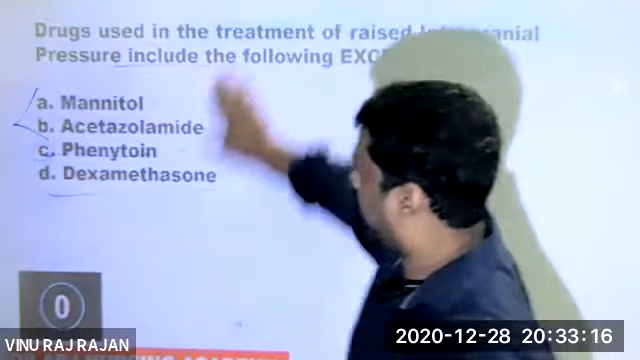 Drugs used in the treatment of raised
Pressure include the following EXC
a. Mannitol
b. Acetazolamide
c. Phenytoin
d. Dexamethasone
0
VINU RAJ RAJAN
2020-12-28 20:33:16